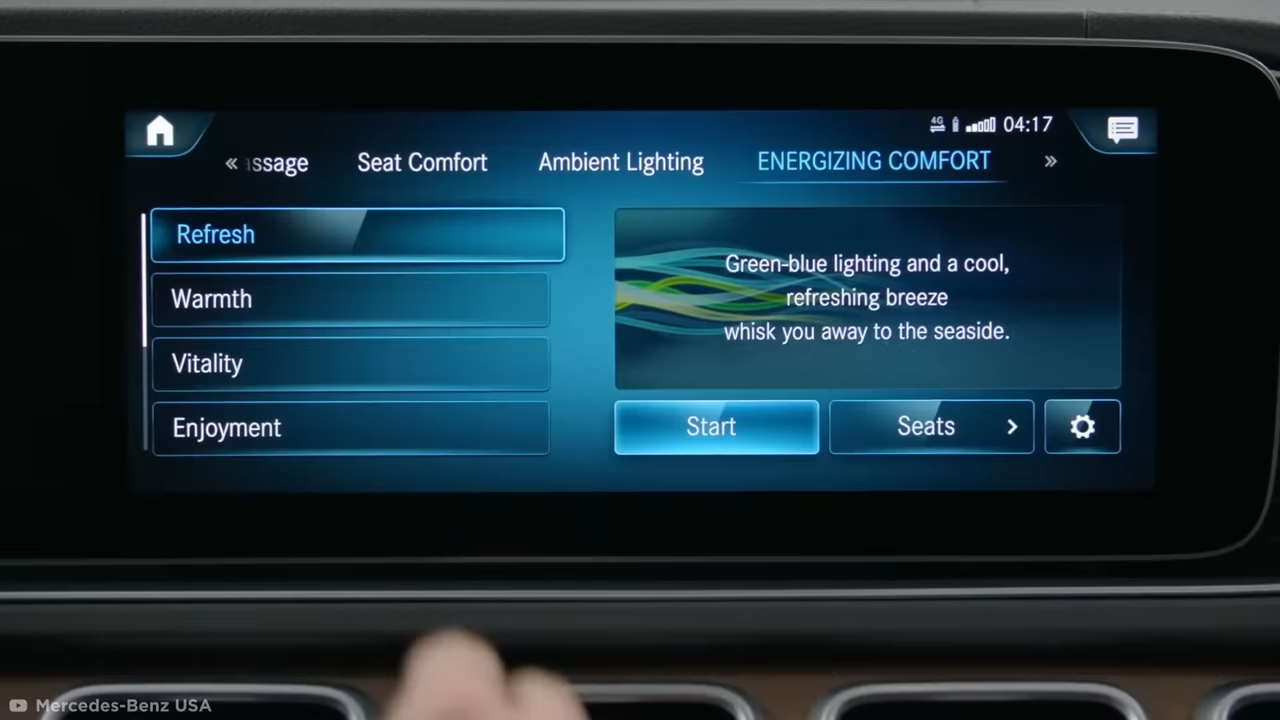 4G 04:17
« ssage Seat Comfort Ambient Lighting ENERGIZING COMFORT »
Refresh
Warmth
Vitality
Enjoyment
Green-blue lighting and a cool,
refreshing breeze
whisk you away to the seaside.
Start Seats >
Mercedes-Benz USA